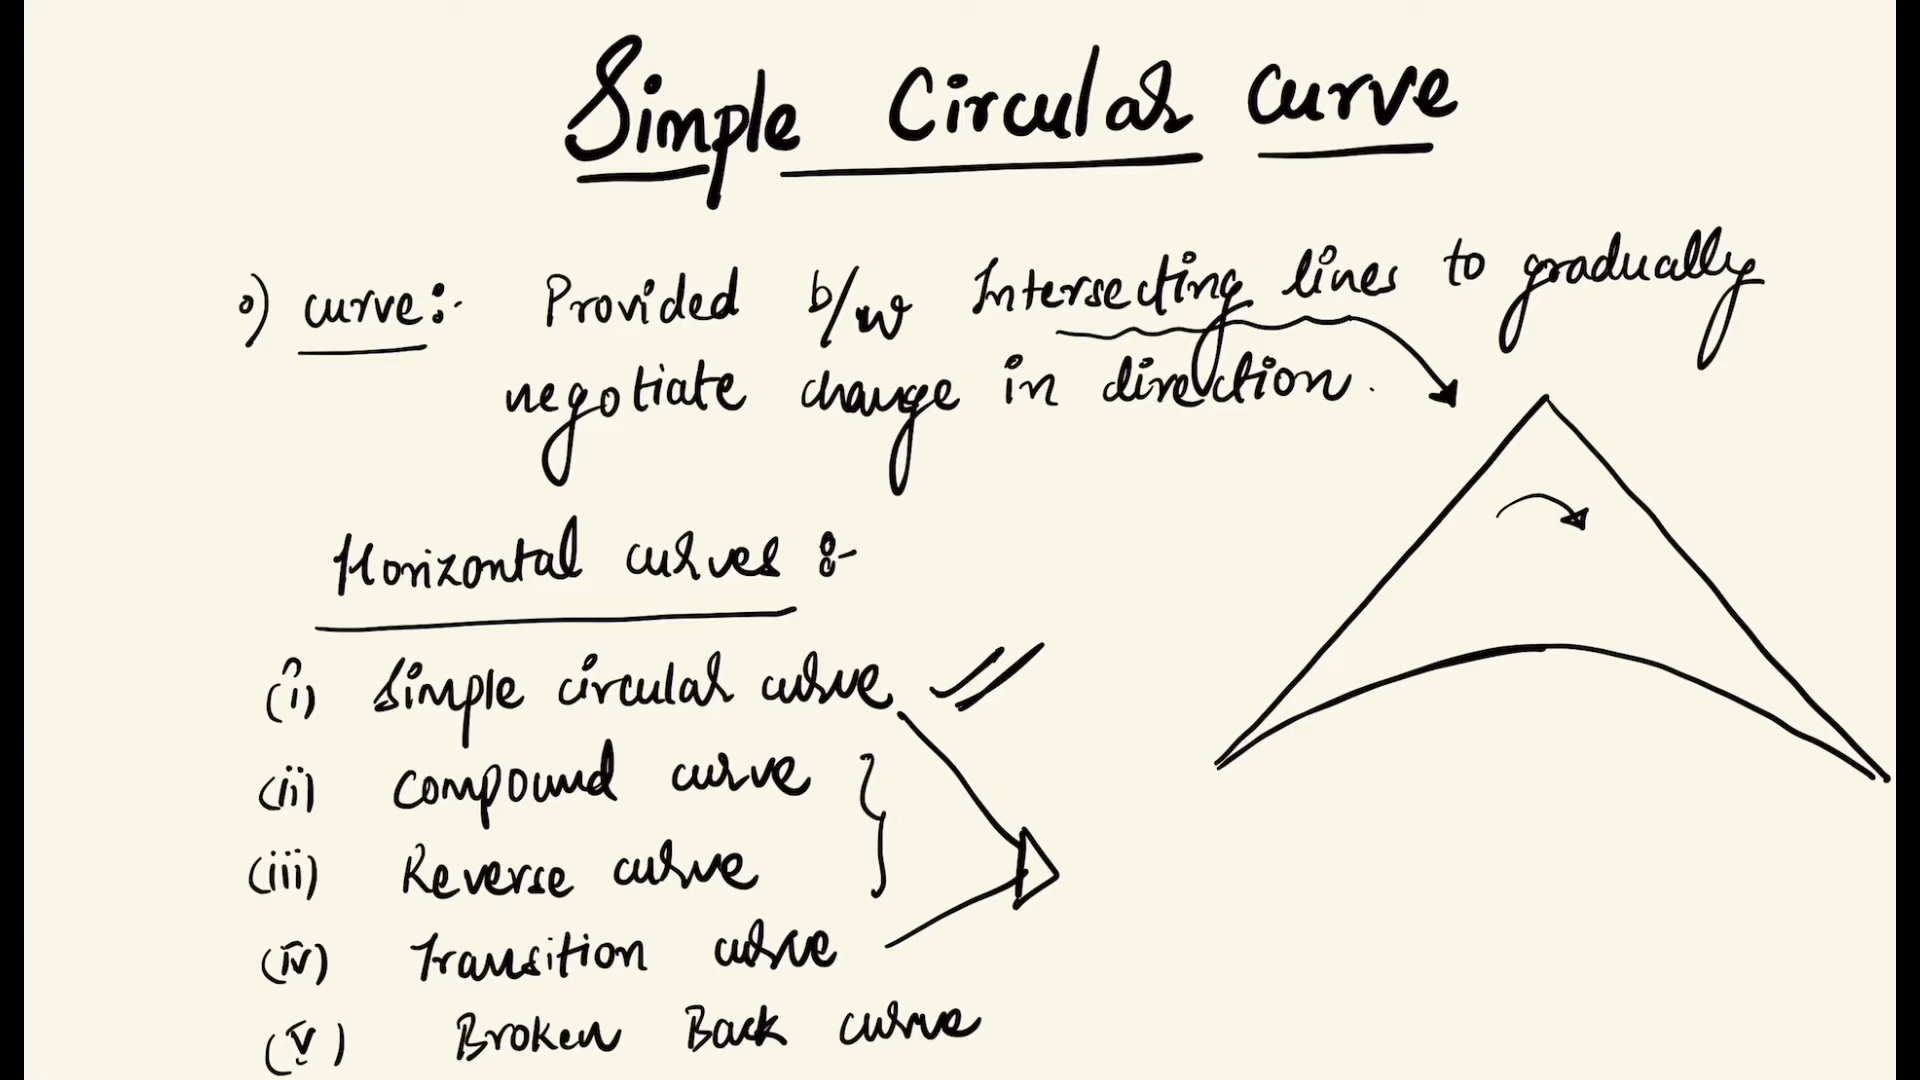 Simple Circular Curve
o) curve:- Provided b/w Intersecting lines to gradually
negotiate change in direction.
Horizontal curves :-
(i) Simple circular curve
(ii) Compound curve
(iii) Reverse curve
(iv) Transition curve
(v) Broken Back curve